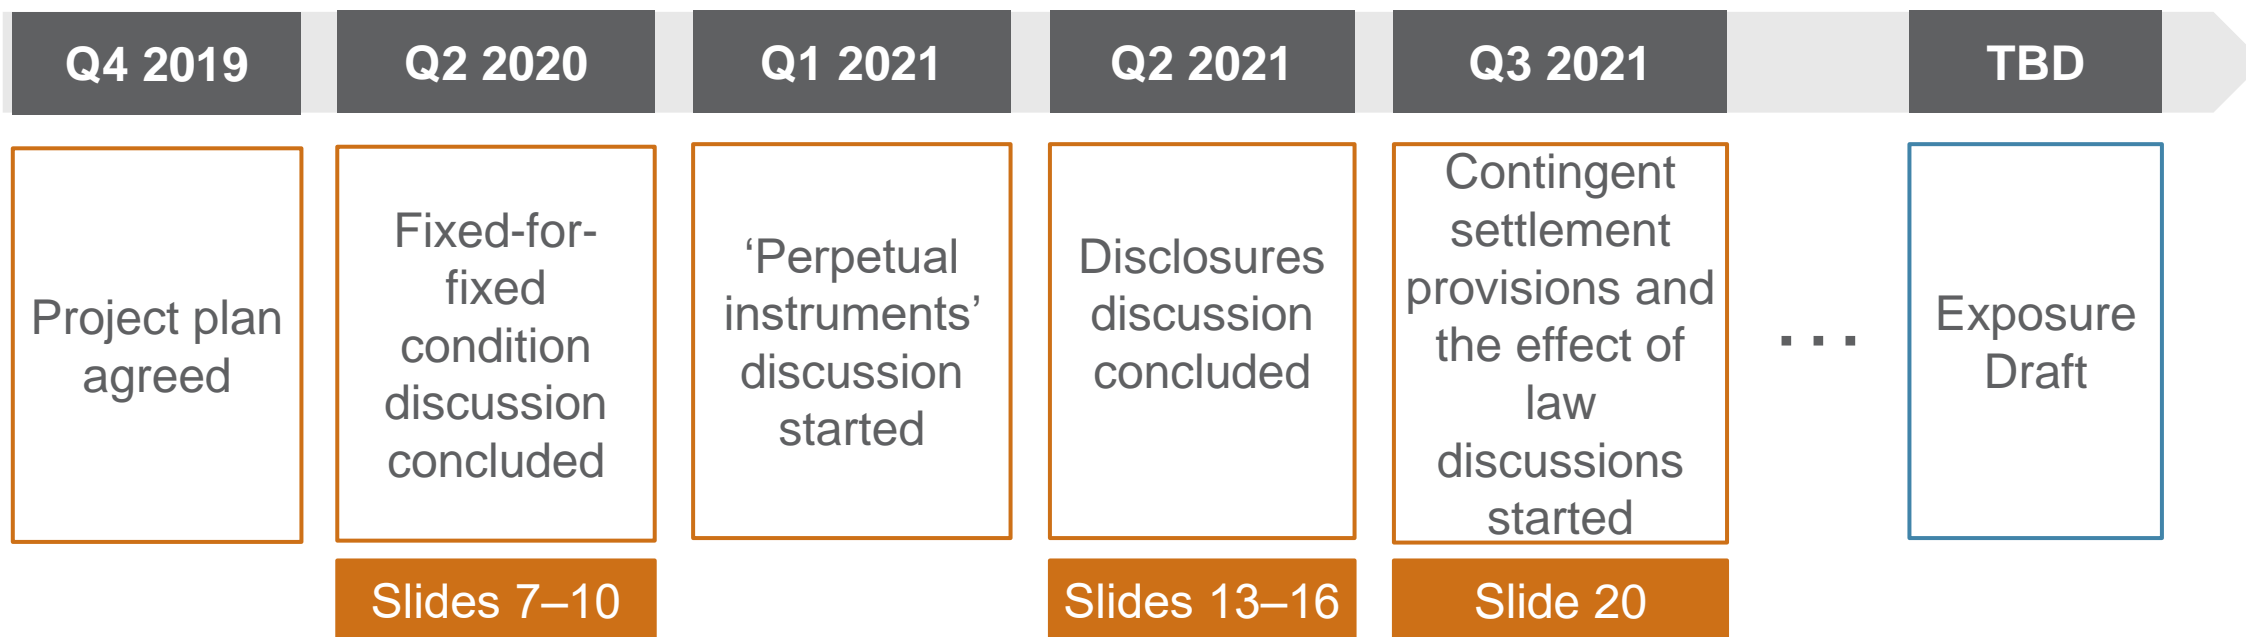 Q4 2019
Q2 2020
Q1 2021
Q2 2021
Q3 2021
TBD
Project plan
agreed
Fixed-for-
fixed
condition
discussion
concluded
‘Perpetual
instruments’
discussion
started
Disclosures
discussion
concluded
Contingent
settlement
provisions and
the effect of
law
discussions
started
...
Exposure
Draft
Slides 7–10
Slides 13–16
Slide 20